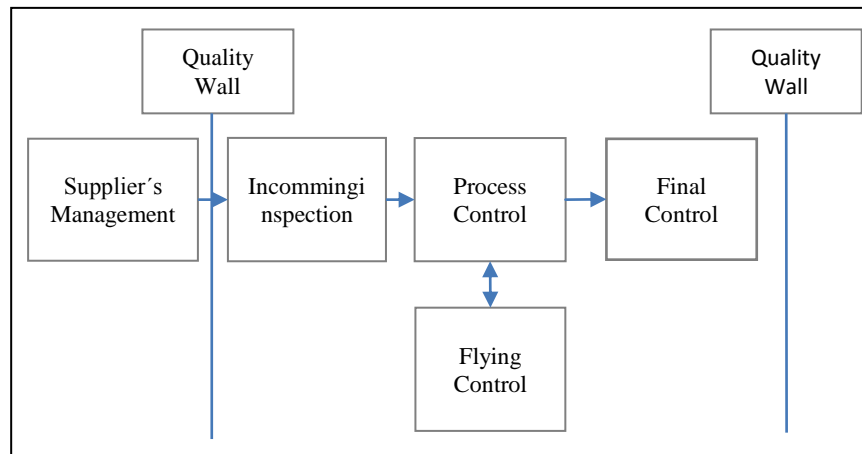 Quality
Wall
Quality
Wall
Supplier´s
Management
Incommingi
nspection
Process
Control
Final
Control
Flying
Control